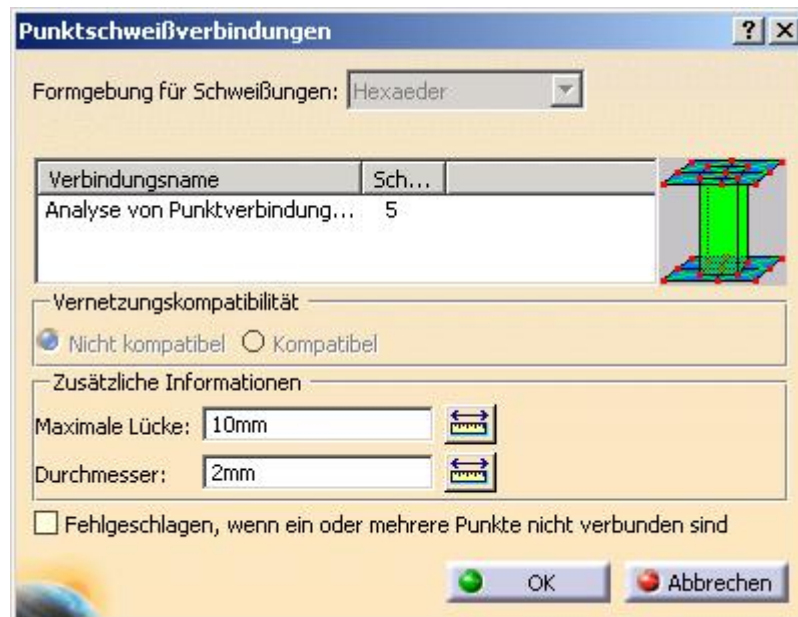 Punktschweißverbindungen
Formgebung für Schweißungen: Hexaeder
Verbindungsname Sch...
Analyse von Punktverbindung... 5
Vernetzungskompatibilität
Nicht kompatibel Kompatibel
Zusätzliche Informationen
Maximale Lücke: 10mm
Durchmesser: 2mm
Fehlgeschlagen, wenn ein oder mehrere Punkte nicht verbunden sind
OK Abbrechen